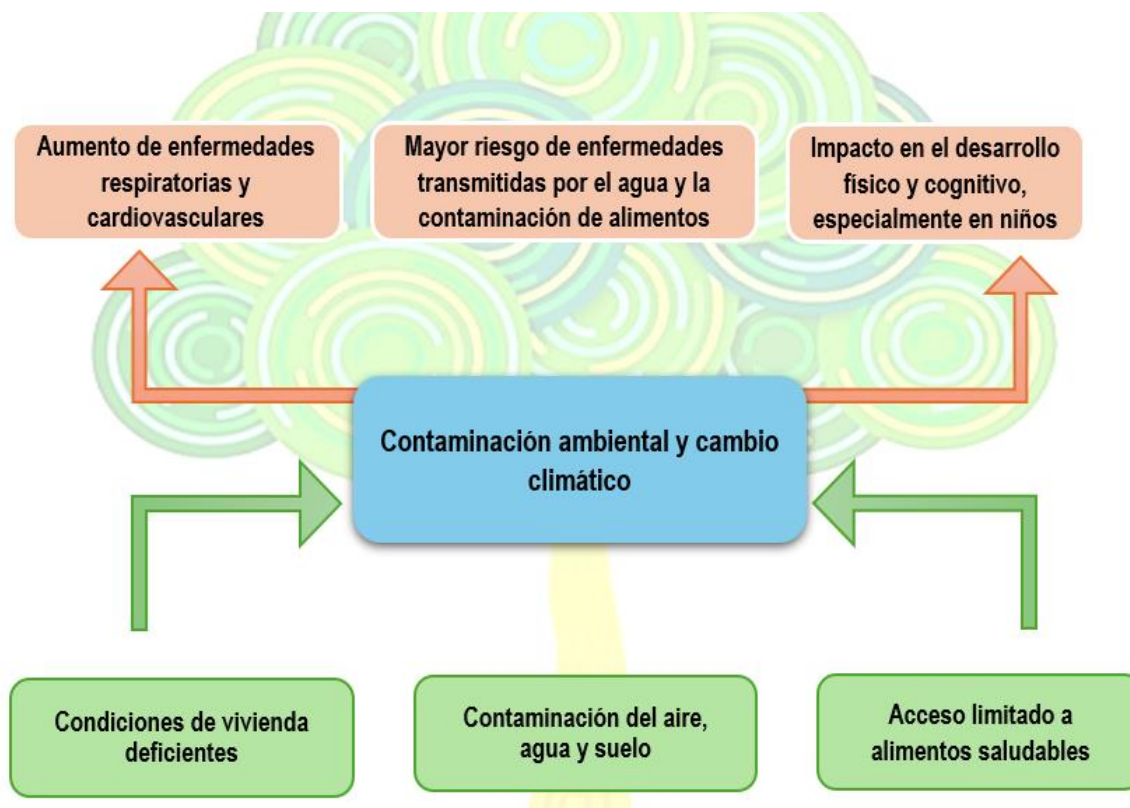 Aumento de enfermedades
respiratorias y
cardiovasculares
Mayor riesgo de enfermedades
transmitidas por el agua y la
contaminación de alimentos
Impacto en el desarrollo
físico y cognitivo,
especialmente en niños
Contaminación ambiental y cambio
climático
Condiciones de vivienda
deficientes
Contaminación del aire,
agua y suelo
Acceso limitado a
alimentos saludables